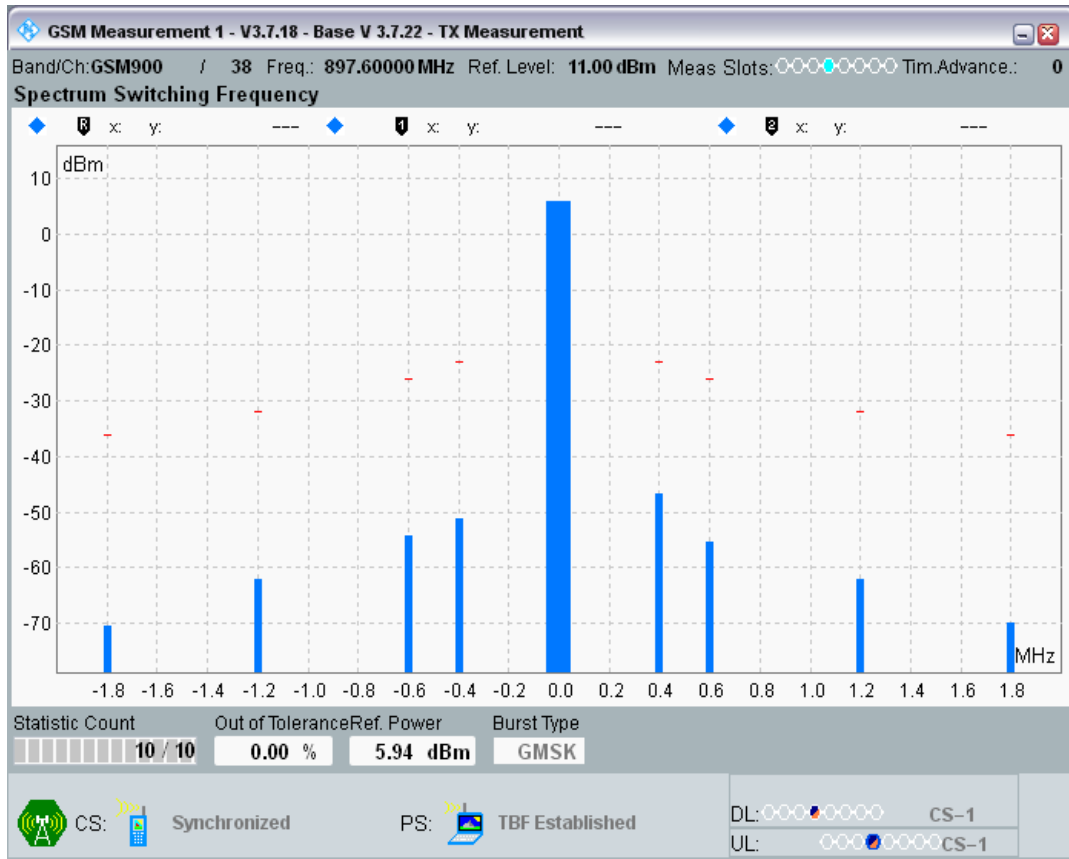 GSM Measurement 1 - V3.7.18 - Base V 3.7.22 - TX Measurement
Band/Ch:GSM900 / 38 Freq.: 897.60000 MHz Ref. Level: 11.00 dBm Meas Slots: Tim.Advance.: 0
Spectrum Switching Frequency
R x: y: --- 1 x: y: --- 2 x: y: ---
dBm
10
0
-10
-20
-30
-40
-50
-60
-70
MHz
-1.8 -1.6 -1.4 -1.2 -1.0 -0.8 -0.6 -0.4 -0.2 0.0 0.2 0.4 0.6 0.8 1.0 1.2 1.4 1.6 1.8
Statistic Count Out of Tolerance Ref. Power Burst Type
10 / 10 0.00 % 5.94 dBm GMSK
CS: Synchronized PS: TBF Established DL: CS-1
UL: CS-1